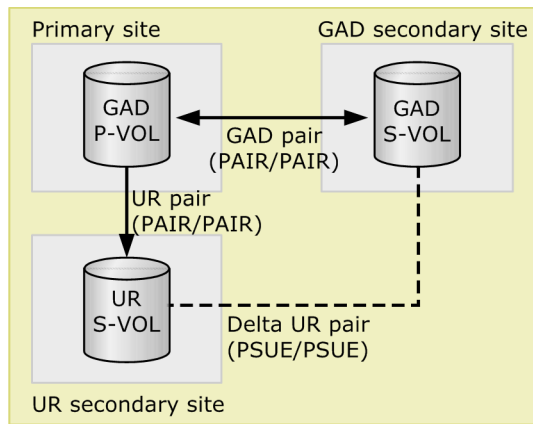 Primary site
GAD secondary site
GAD
P-VOL
GAD
S-VOL
GAD pair
(PAIR/PAIR)
UR pair
(PAIR/PAIR)
UR
S-VOL
Delta UR pair
(PSUE/PSUE)
UR secondary site